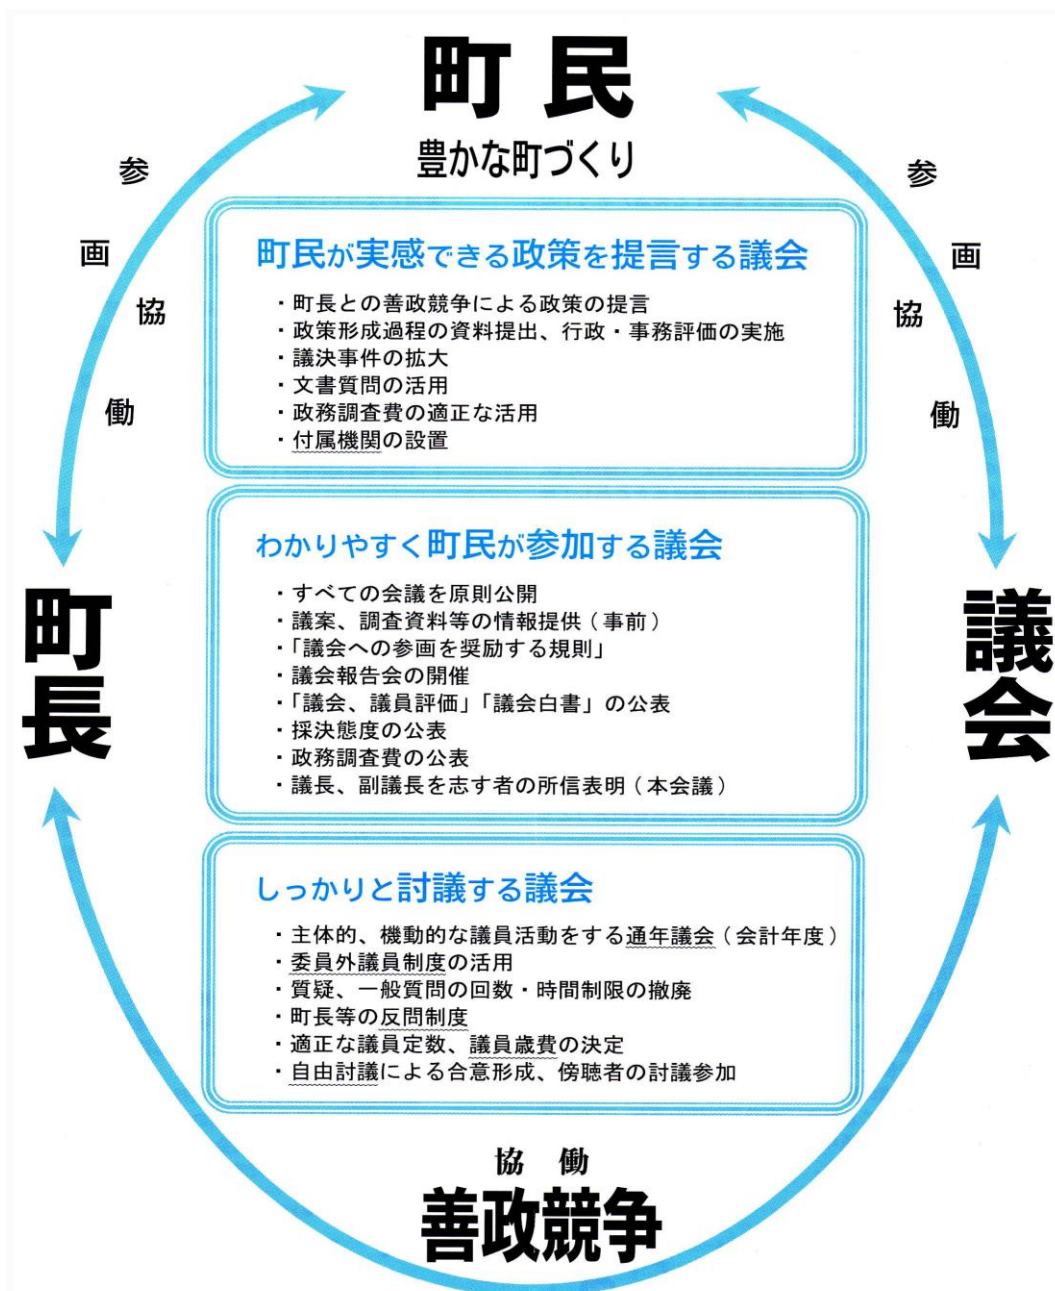 町民
豊かな町づくり
参画
協働
参画
協働
町民が実感できる政策を提言する議会
・町長との善政競争による政策の提言
・政策形成過程の資料提出、行政・事務評価の実施
・議決事件の拡大
・文書質問の活用
・政務調査費の適正な活用
・付属機関の設置
町長
議会
わかりやすく町民が参加する議会
・すべての会議を原則公開
・議案、調査資料等の情報提供（事前）
・「議会への参画を奨励する規則」
・議会報告会の開催
・「議会、議員評価」「議会白書」の公表
・採決態度の公表
・政務調査費の公表
・議長、副議長を志す者の所信表明（本会議）
しっかりと討議する議会
・主体的、機動的な議員活動をする通年議会（会計年度）
・委員外議員制度の活用
・質疑、一般質問の回数・時間制限の撤廃
・町長等の反問制度
・適正な議員定数、議員歳費の決定
・自由討議による合意形成、傍聴者の討議参加
協働
善政競争